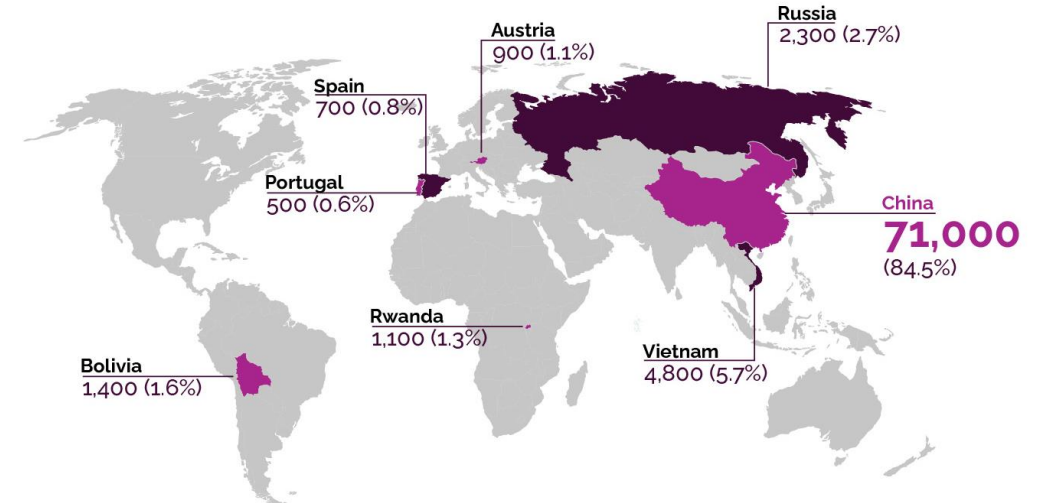 Russia
2,300 (2.7%)
Austria
900 (1.1%)
Spain
700 (0.8%)
Portugal
500 (0.6%)
China
71,000
(84.5%)
Rwanda
1,100 (1.3%)
Vietnam
4,800 (5.7%)
Bolivia
1,400 (1.6%)